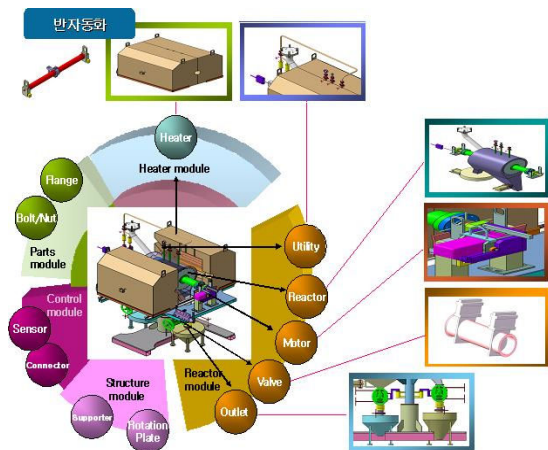 반자동화
Heater
Heater module
Flange
Bolt/Nut
Parts
module
Utility
Reactor
Control
module
Sensor
Connector
Motor
Structure
module
Reactor
module
Valve
Supporter
Rotation
Plate
Outlet